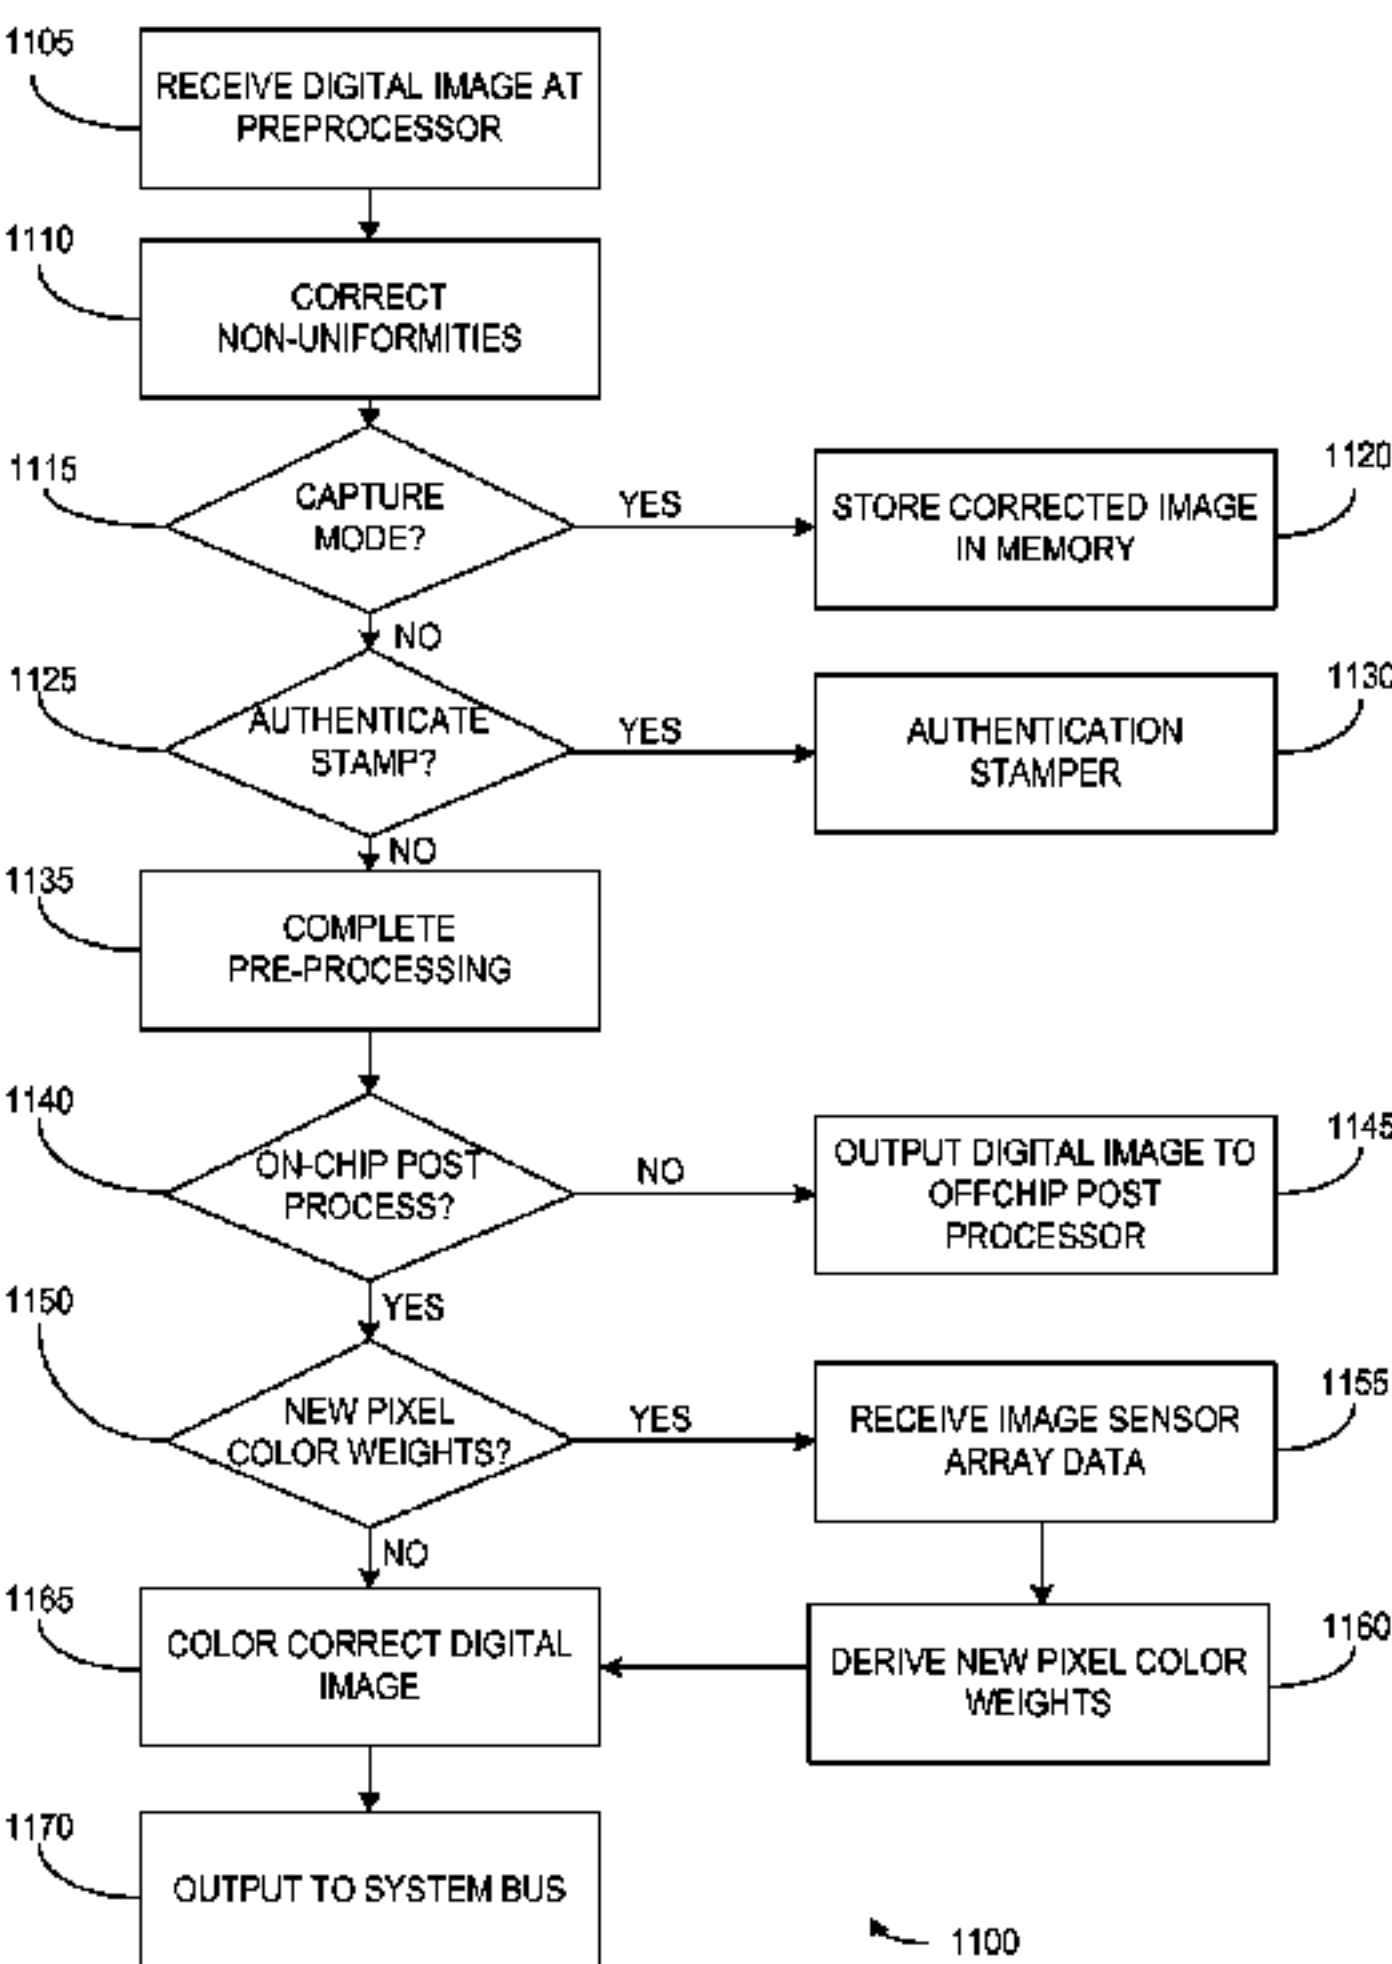 1105
RECEIVE DIGITAL IMAGE AT
PREPROCESSOR
1110
CORRECT
NON-UNIFORMITIES
1115
CAPTURE
MODE?
YES
STORE CORRECTED IMAGE
IN MEMORY
1120
NO
1125
AUTHENTICATE
STAMP?
YES
AUTHENTICATION
STAMPER
1130
NO
1135
COMPLETE
PRE-PROCESSING
1140
ON-CHIP POST
PROCESS?
NO
OUTPUT DIGITAL IMAGE TO
OFFCHIP POST
PROCESSOR
1145
YES
1150
NEW PIXEL
COLOR WEIGHTS?
YES
RECEIVE IMAGE SENSOR
ARRAY DATA
1155
NO
1165
COLOR CORRECT DIGITAL
IMAGE
DERIVE NEW PIXEL COLOR
WEIGHTS
1160
1170
OUTPUT TO SYSTEM BUS
1100